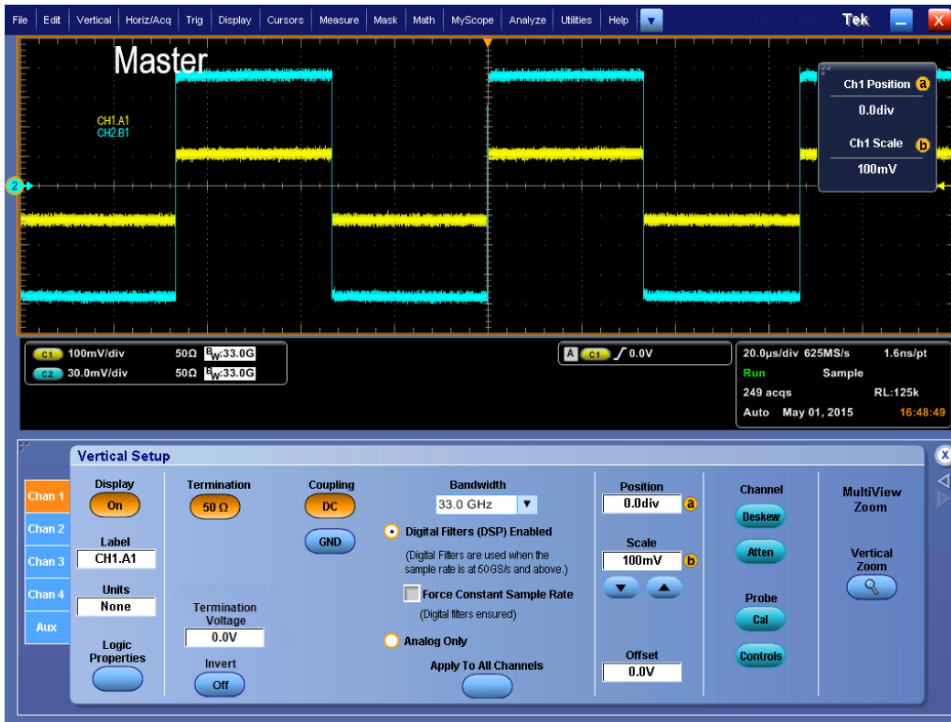 File Edit Vertical Horiz/Acq Trig Display Cursors Measure Mask Math MyScope Analyze Utilities Help Tek X
Master
CH1.A1
CH2.B1
2
Ch1 Position a
0.0div
Ch1 Scale b
100mV
C1 100mV/div 50Ω BW:33.0G
C2 30.0mV/div 50Ω BW:33.0G
A C1 0.0V
20.0µs/div 625MS/s 1.6ns/pt
Run Sample
249 acqs RL:125k
Auto May 01, 2015 16:48:49
Vertical Setup X
Chan 1
Chan 2
Chan 3
Chan 4
Aux
Display
On
Label
CH1.A1
Units
None
Logic
Properties
Termination
50 Ω
Termination
Voltage
0.0V
Invert
Off
Coupling
DC
GND
Bandwidth
33.0 GHz
Digital Filters (DSP) Enabled
(Digital Filters are used when the
sample rate is at 50GS/s and above.)
Force Constant Sample Rate
(Digital filters ensured)
Analog Only
Apply To All Channels
Position
0.0div a
Scale
100mV b
Offset
0.0V
Channel
Deskew
Atten
Probe
Cal
Controls
MultiView
Zoom
Vertical
Zoom